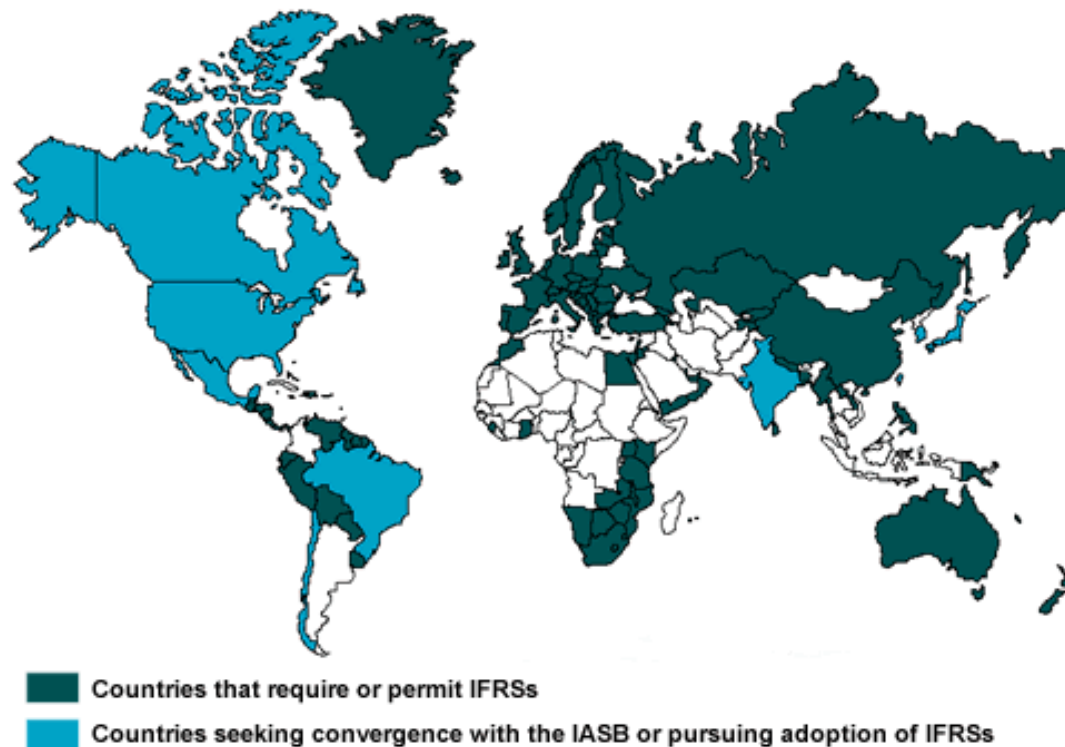 Countries that require or permit IFRSs
Countries seeking convergence with the IASB or pursuing adoption of IFRSs